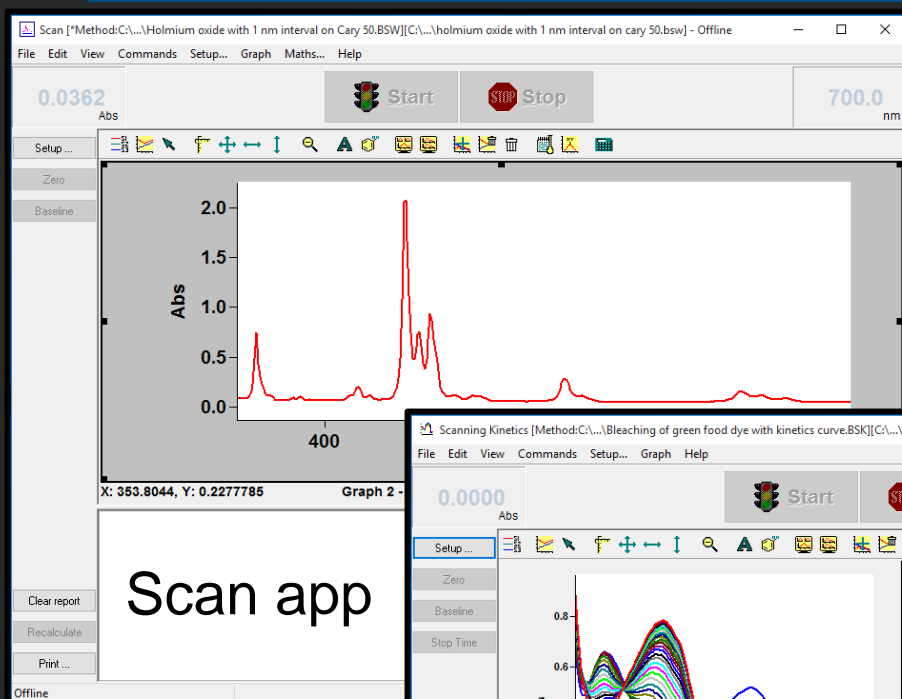 Scan [*Method:C:\...\Holmium oxide with 1 nm interval on Cary 50.BSW][C:\...\holmium oxide with 1 nm interval on cary 50.bsw] - Offline
File Edit View Commands Setup... Graph Maths... Help
0.0362
Abs
Start
STOP Stop
700.0
nm
Setup ...
Zero
Baseline
2.0
1.5
1.0
0.5
0.0
Abs
400
X: 353.8044, Y: 0.2277785
Graph 2 -
Scan app
Clear report
Recalculate
Print ...
Offline
Scanning Kinetics [Method:C:\...\Bleaching of green food dye with kinetics curve.BSK][C:\...\
File Edit View Commands Setup... Graph Help
0.0000
Abs
Start
Setup ...
Zero
Baseline
Stop Time
0.8
0.6